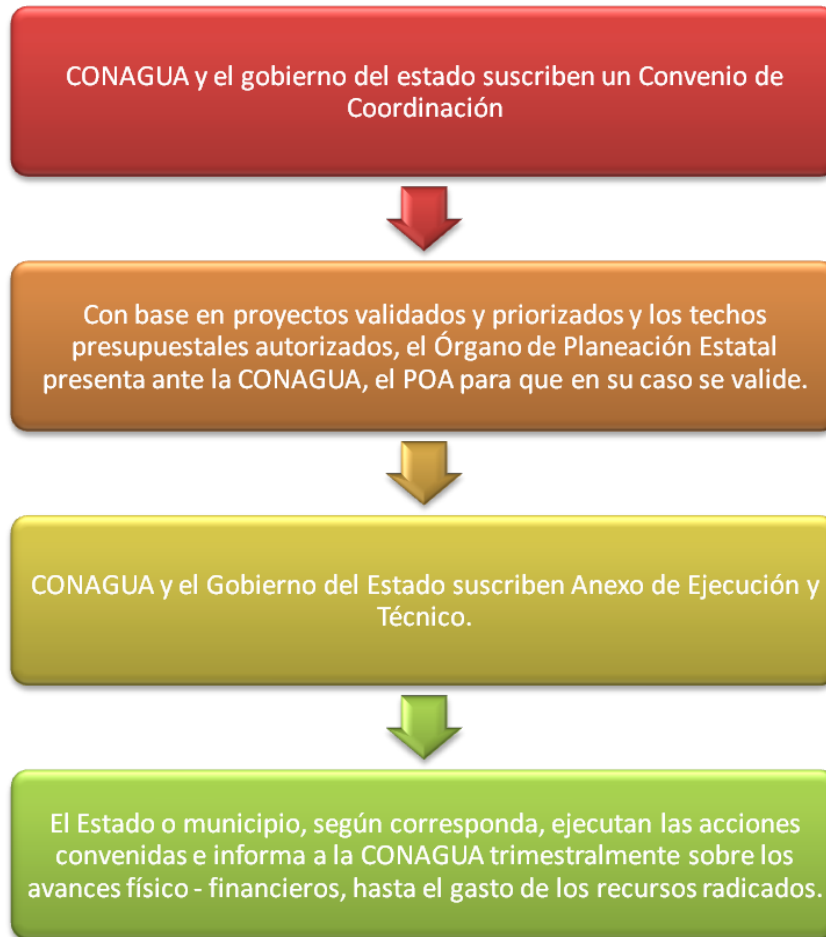 CONAGUA y el gobierno del estado suscriben un Convenio de
Coordinación
Con base en proyectos validados y priorizados y los techos
presupuestales autorizados, el Órgano de Planeación Estatal
presenta ante la CONAGUA, el POA para que en su caso se valide.
CONAGUA y el Gobierno del Estado suscriben Anexo de Ejecución y
Técnico.
El Estado o municipio, según corresponda, ejecutan las acciones
convenidas e informa a la CONAGUA trimestralmente sobre los
avances físico - financieros, hasta el gasto de los recursos radicados.